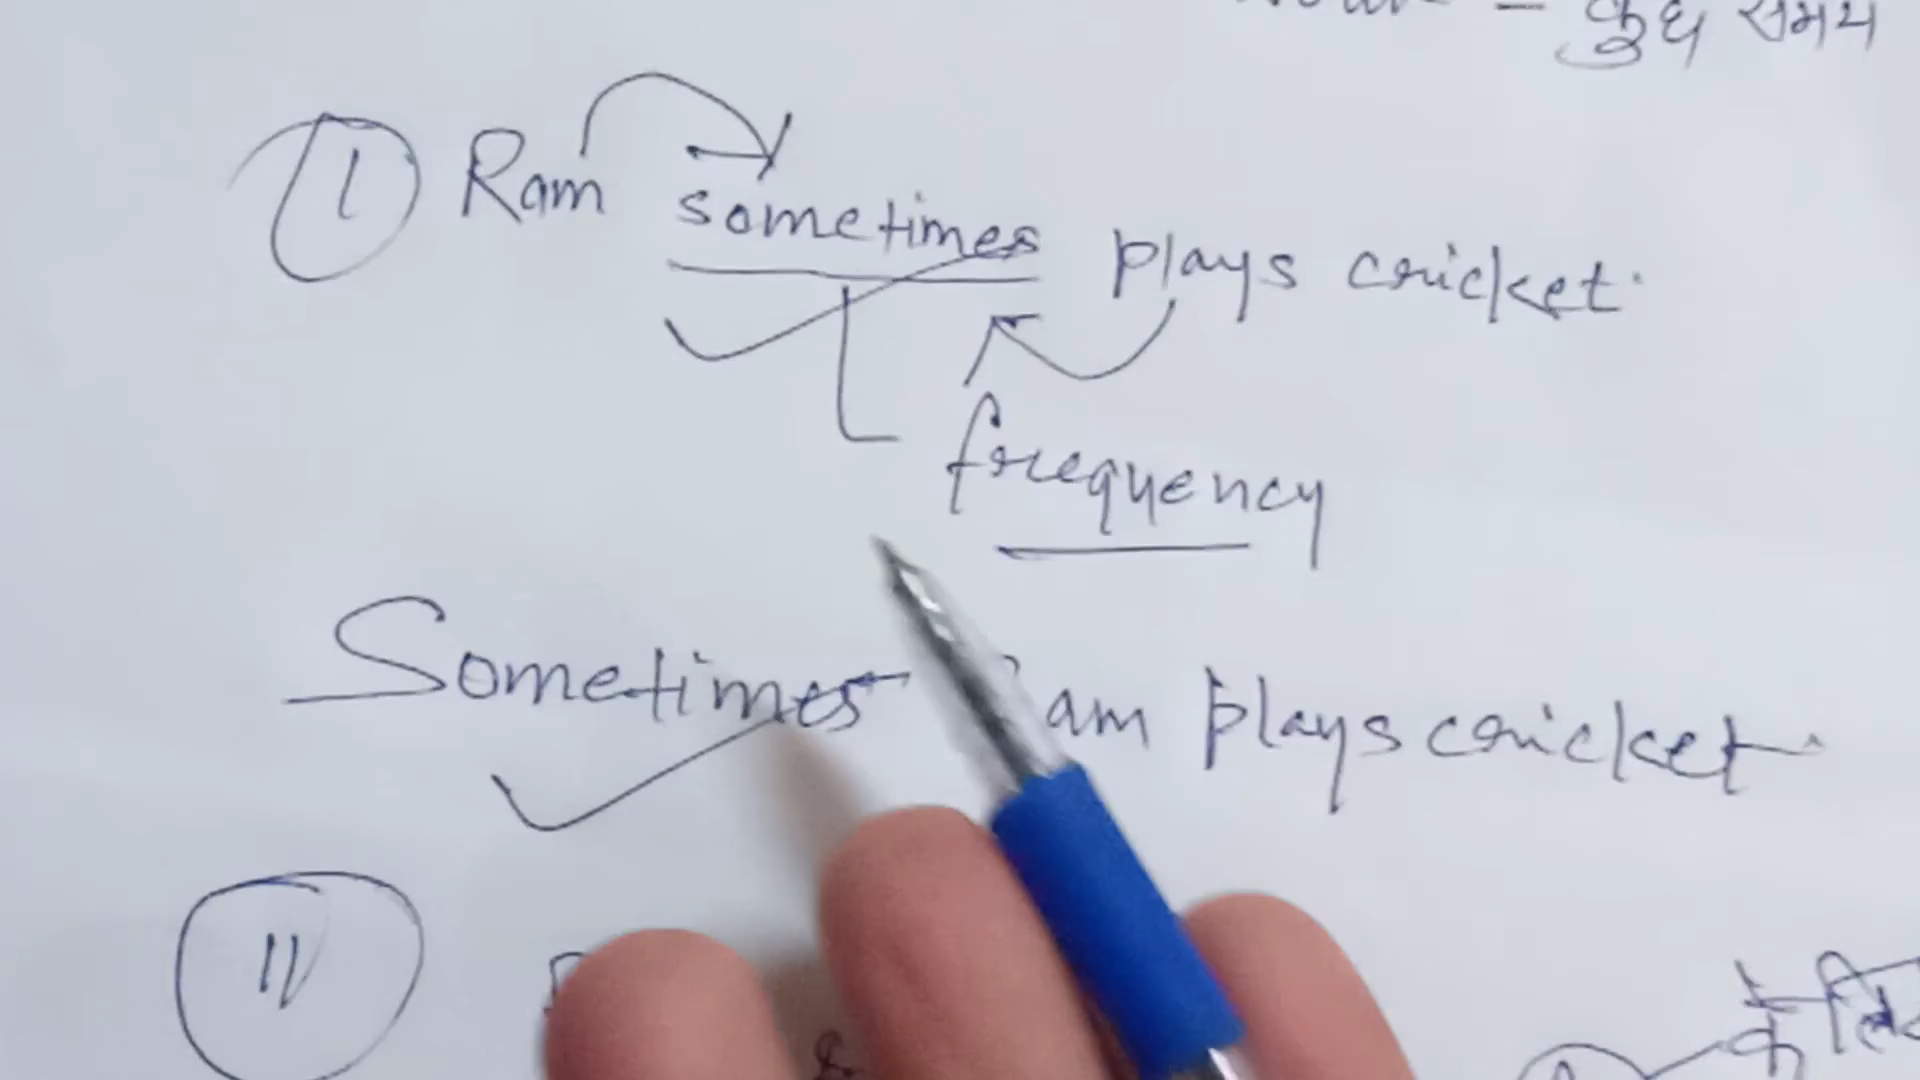 – कुछ समय
1 Ram sometimes plays cricket.
frequency
Sometimes Ram plays cricket.
11
के लिए